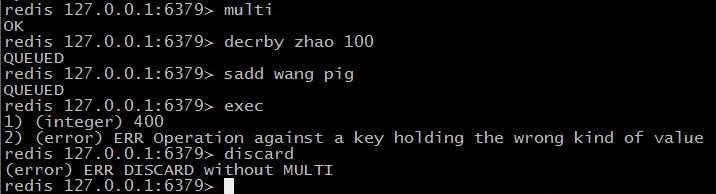 redis 127.0.0.1:6379> multi
OK
redis 127.0.0.1:6379> decrby zhao 100
QUEUED
redis 127.0.0.1:6379> sadd wang pig
QUEUED
redis 127.0.0.1:6379> exec
1) (integer) 400
2) (error) ERR Operation against a key holding the wrong kind of value
redis 127.0.0.1:6379> discard
(error) ERR DISCARD without MULTI
redis 127.0.0.1:6379>